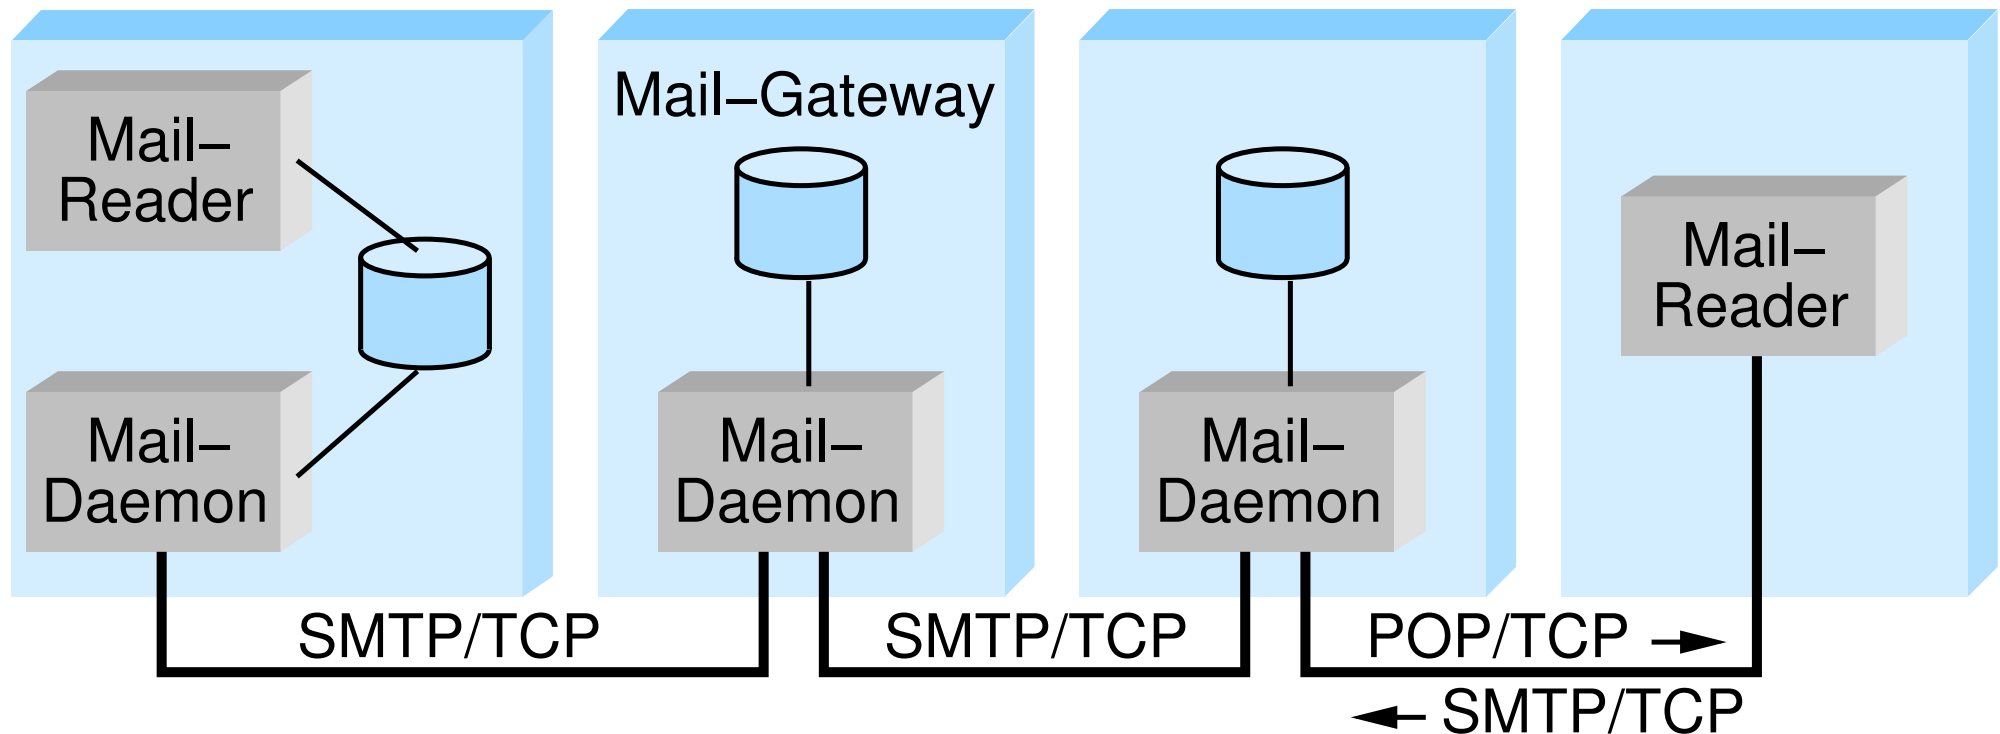 Mail–
Reader
Mail–
Daemon
Mail–Gateway
Mail–
Daemon
Mail–
Daemon
Mail–
Reader
SMTP/TCP
SMTP/TCP
POP/TCP
SMTP/TCP